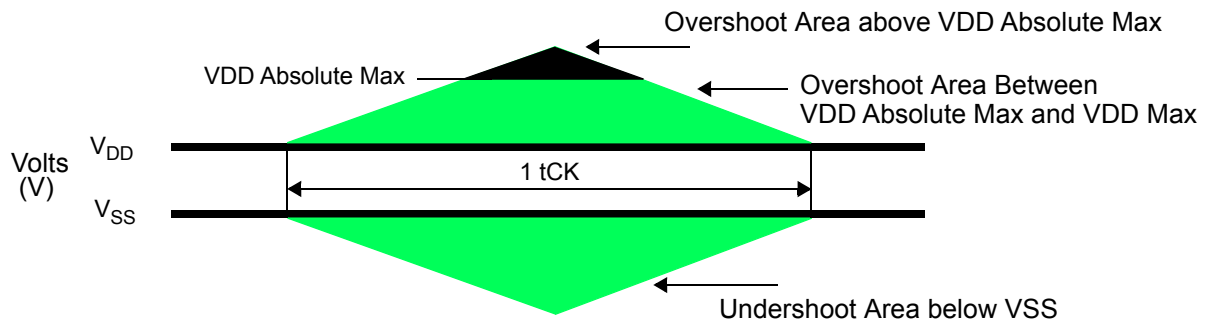 Overshoot Area above VDD Absolute Max
VDD Absolute Max
Overshoot Area Between
VDD Absolute Max and VDD Max
VDD
Volts
(V)
1 tCK
VSS
Undershoot Area below VSS